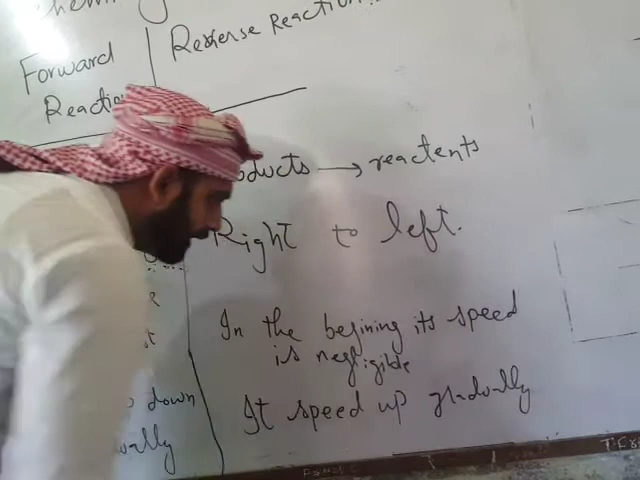 Forward
Reaction
Reverse Reaction
oducts → reactents
Right to left.
In the begining its speed
is negligible
It speed up gradually
down
ually